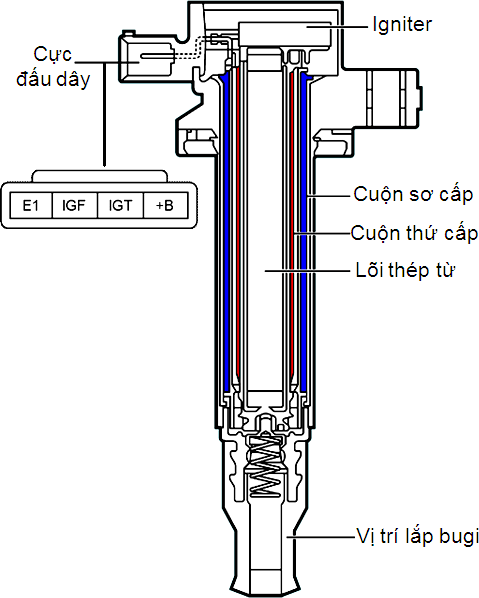 Igniter
Cực
đấu dây
E1 IGF IGT +B
Cuộn sơ cấp
Cuộn thứ cấp
Lõi thép từ
Vị trí lắp bugi